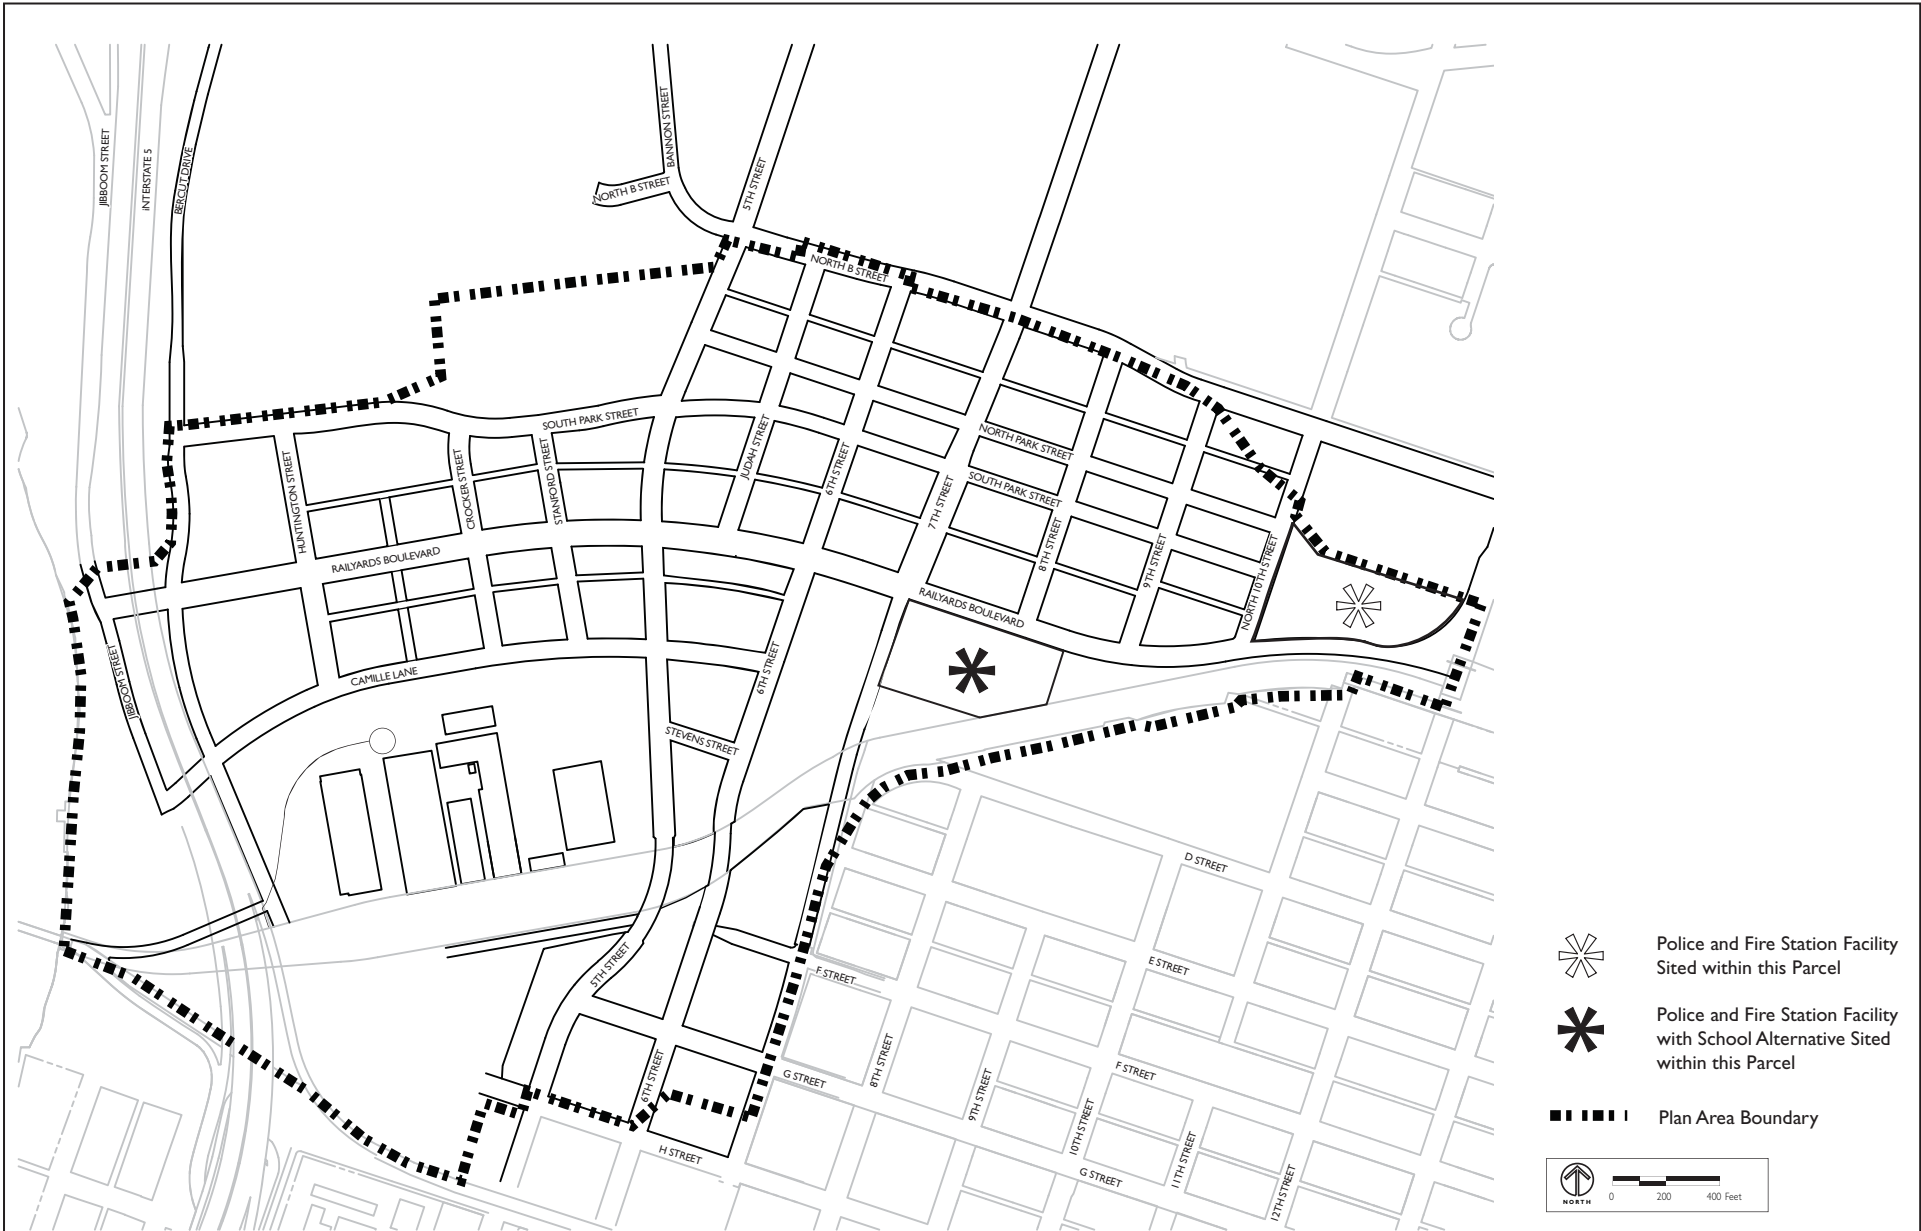 JIBBOOM STREET
INTERSTATE 5
BERCUT DRIVE
BANNON STREET
NORTH B STREET
5TH STREET
NORTH B STREET
SOUTH PARK STREET
HUNTINGTON STREET
CROCKER STREET
STANFORD STREET
JUDAH STREET
6TH STREET
7TH STREET
NORTH PARK STREET
SOUTH PARK STREET
8TH STREET
9TH STREET
NORTH 10TH STREET
RAILYARDS BOULEVARD
RAILYARDS BOULEVARD
JIBBOOM STREET
CAMILLE LANE
6TH STREET
STEVENS STREET
D STREET
5TH STREET
F STREET
E STREET
6TH STREET
G STREET
8TH STREET
9TH STREET
F STREET
10TH STREET
11TH STREET
H STREET
G STREET
12TH STREET
Police and Fire Station Facility
Sited within this Parcel
Police and Fire Station Facility
with School Alternative Sited
within this Parcel
Plan Area Boundary
NORTH
0 200 400 Feet